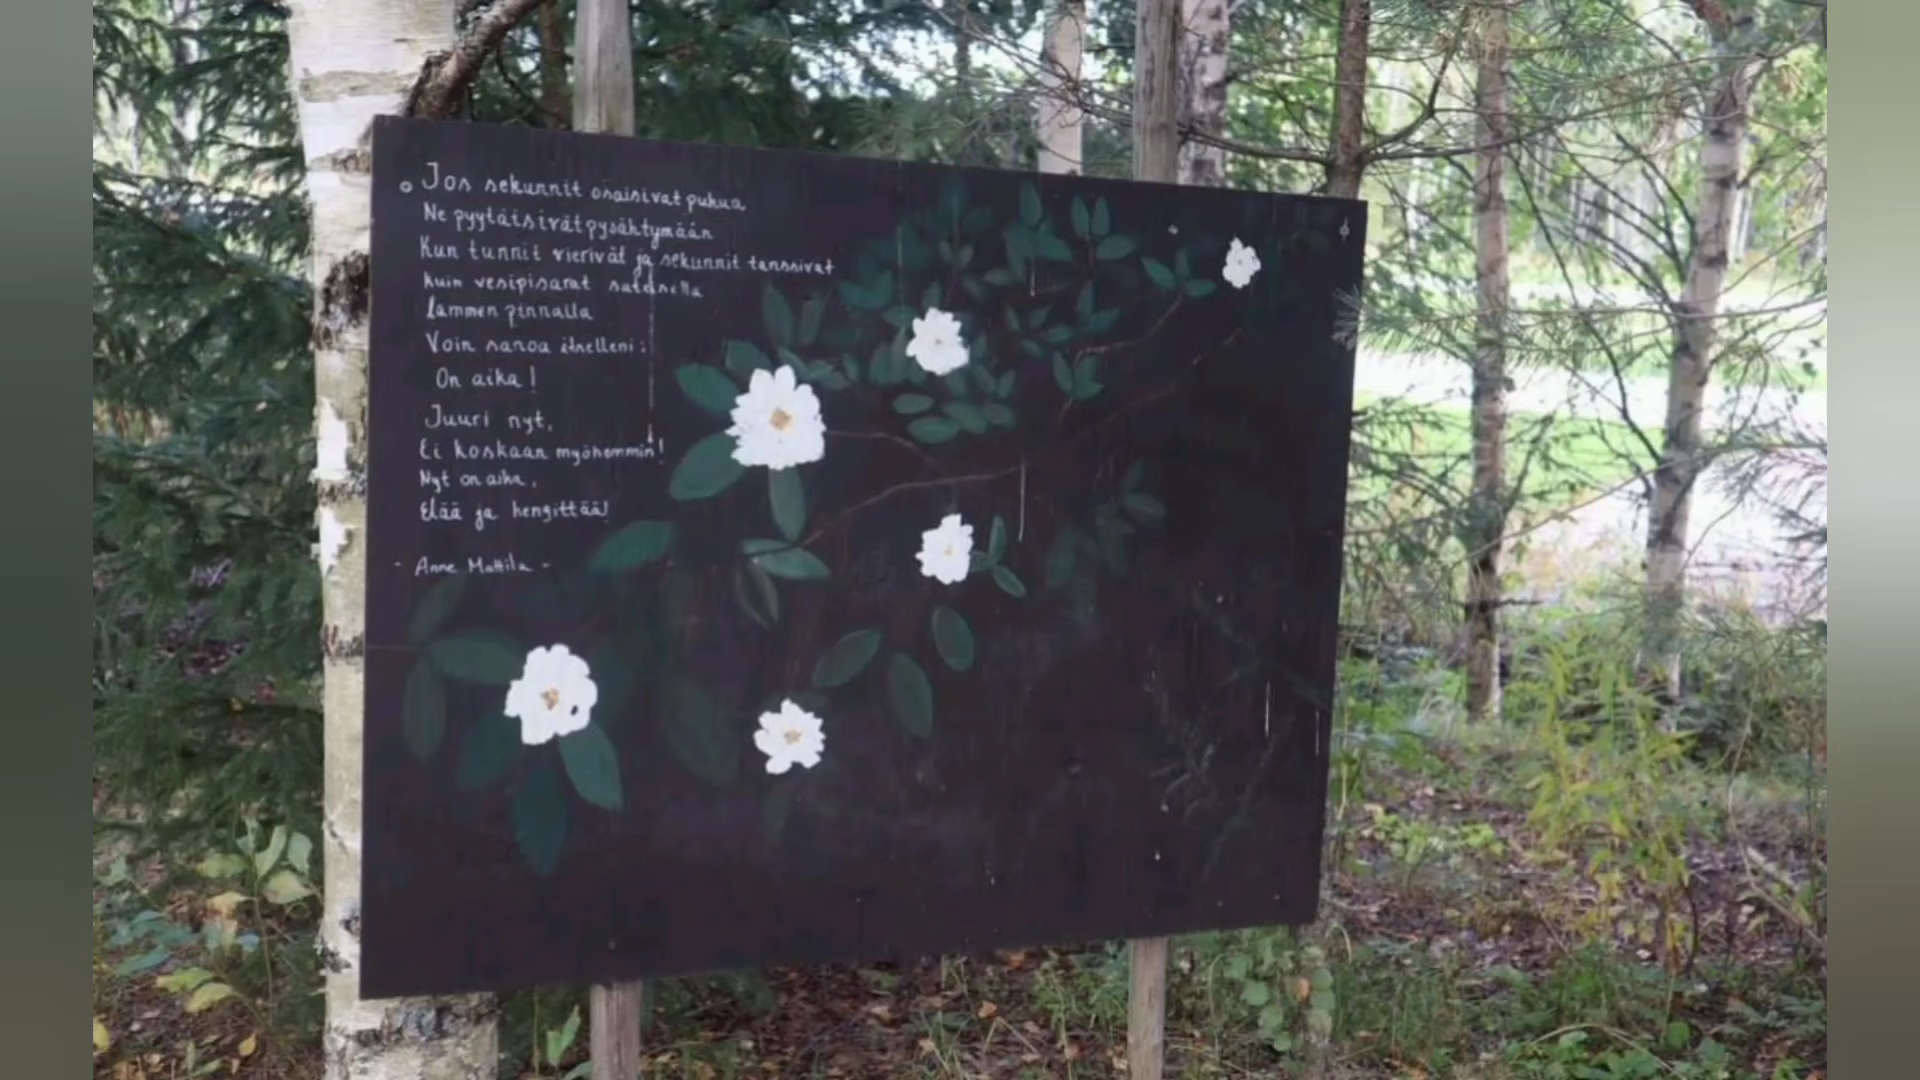 Jos sekunnit osaisivat puhua
Ne pyytäisivät pysähtymään
Kun tunnit vierivät ja sekunnit tanssivat
kuin vesipisarat sateisella
lammen pinnalla
Voin sanoa itselleni:
On aika!
Juuri nyt,
Ei koskaan myöhemmin!
Nyt on aika,
Elää ja hengittää!
- Anne Mattila -